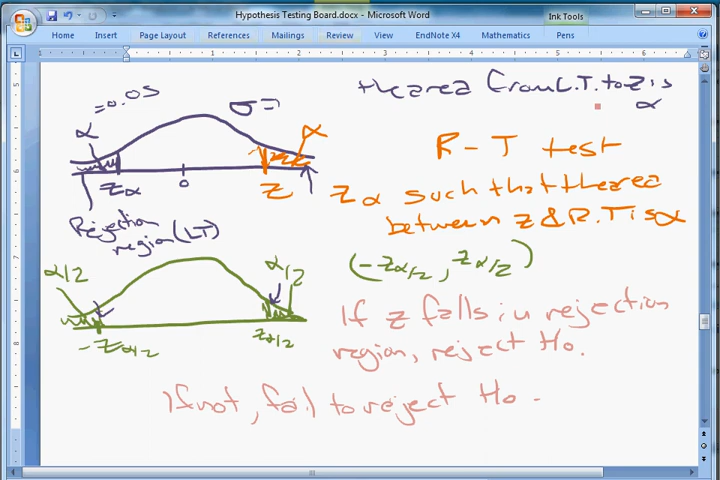 Hypothesis Testing Board.docx - Microsoft Word
Ink Tools
Home Insert Page Layout References Mailings Review View EndNote X4 Mathematics Pens
the area from L.T. to Z is
α
=0.05
α
σ=
α
Zα
0
Z
R-T test
Zα such that the area
between Z & R.T is α
Rejection
region (LT)
α/2
α/2
(-Zα/2, Zα/2)
-Zα/2
Zα/2
If Z falls in rejection
region, reject Ho.
If not, fail to reject Ho.